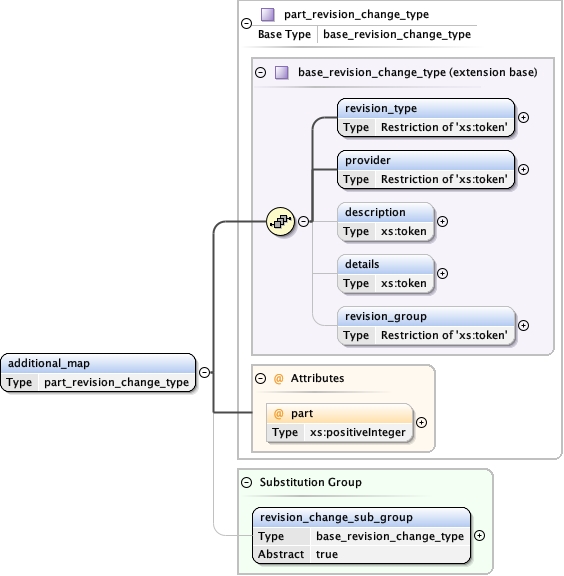 part_revision_change_type
Base Type base_revision_change_type
base_revision_change_type (extension base)
revision_type
Type Restriction of 'xs:token'
provider
Type Restriction of 'xs:token'
description
Type xs:token
details
Type xs:token
revision_group
Type Restriction of 'xs:token'
additional_map
Type part_revision_change_type
@ Attributes
@ part
Type xs:positiveInteger
Substitution Group
revision_change_sub_group
Type base_revision_change_type
Abstract true